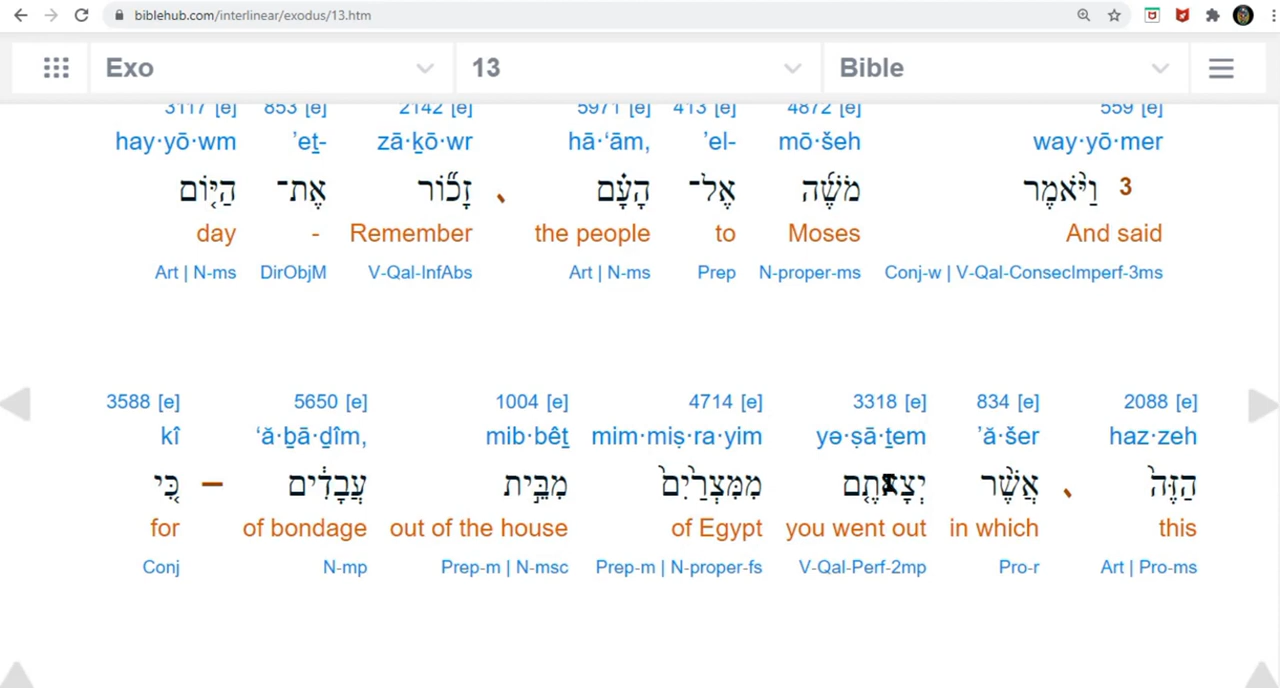 biblehub.com/interlinear/exodus/13.htm
Exo 13 Bible
3117 [e] 853 [e] 2142 [e] 5971 [e] 413 [e] 4872 [e] 559 [e]
hay·yō·wm ’eṯ- zā·ḵō·wr hā·‘ām, ’el- mō·šeh way·yō·mer
הַיּ֤וֹם אֶת־ זָכ֞וֹר ، הָעָ֗ם אֶל־ מֹשֶׁ֜ה וַיֹּ֨אמֶר 3
day - Remember the people to Moses And said
Art | N-ms DirObjM V-Qal-InfAbs Art | N-ms Prep N-proper-ms Conj-w | V-Qal-ConsecImperf-3ms
3588 [e] 5650 [e] 1004 [e] 4714 [e] 3318 [e] 834 [e] 2088 [e]
kî ‘ă·ḇā·ḏîm, mib·bêṯ mim·miṣ·ra·yim yə·ṣā·ṯem ’ă·šer haz·zeh
כִּ֚י – עֲבָדִ֔ים מִבֵּ֣ית מִמִּצְרַ֙יִם֙ יְצָאתֶ֤ם אֲשֶׁ֨ר ، הַזֶּה֙
for of bondage out of the house of Egypt you went out in which this
Conj N-mp Prep-m | N-msc Prep-m | N-proper-fs V-Qal-Perf-2mp Pro-r Art | Pro-ms